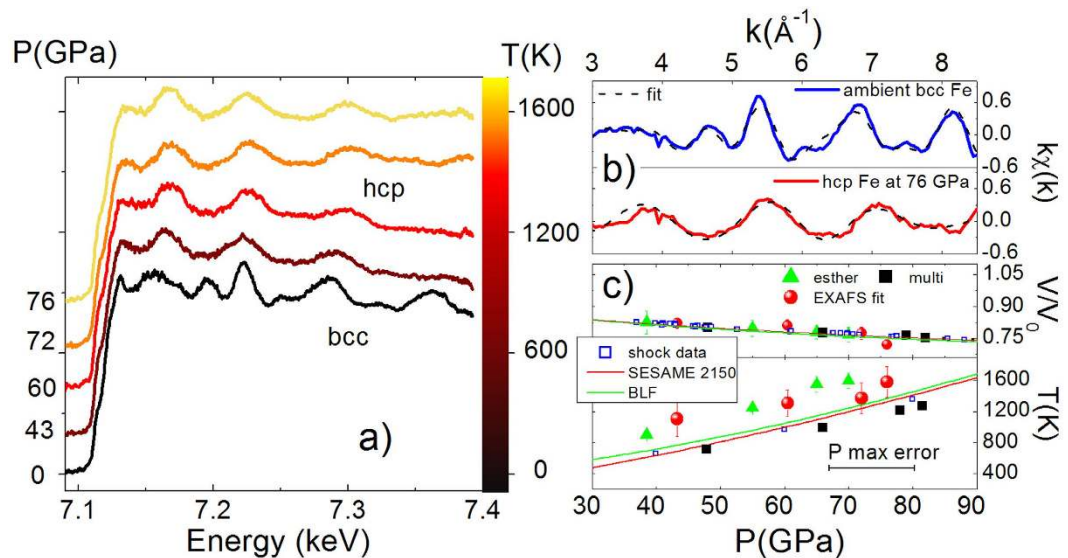 P(GPa)
T(K)
76
72
60
43
0
hcp
bcc
a)
1600
1200
600
0
7.1
7.2
7.3
7.4
Energy (keV)
k(Å⁻¹)
3
4
5
6
7
8
fit
ambient bcc Fe
b)
hcp Fe at 76 GPa
0.6
0.0
-0.6
0.6
0.0
-0.6
kχ(k)
c)
esther
multi
EXAFS fit
1.05
0.90
0.75
V/V₀
shock data
SESAME 2150
BLF
1600
1200
800
400
T(K)
P max error
30
40
50
60
70
80
90
P(GPa)